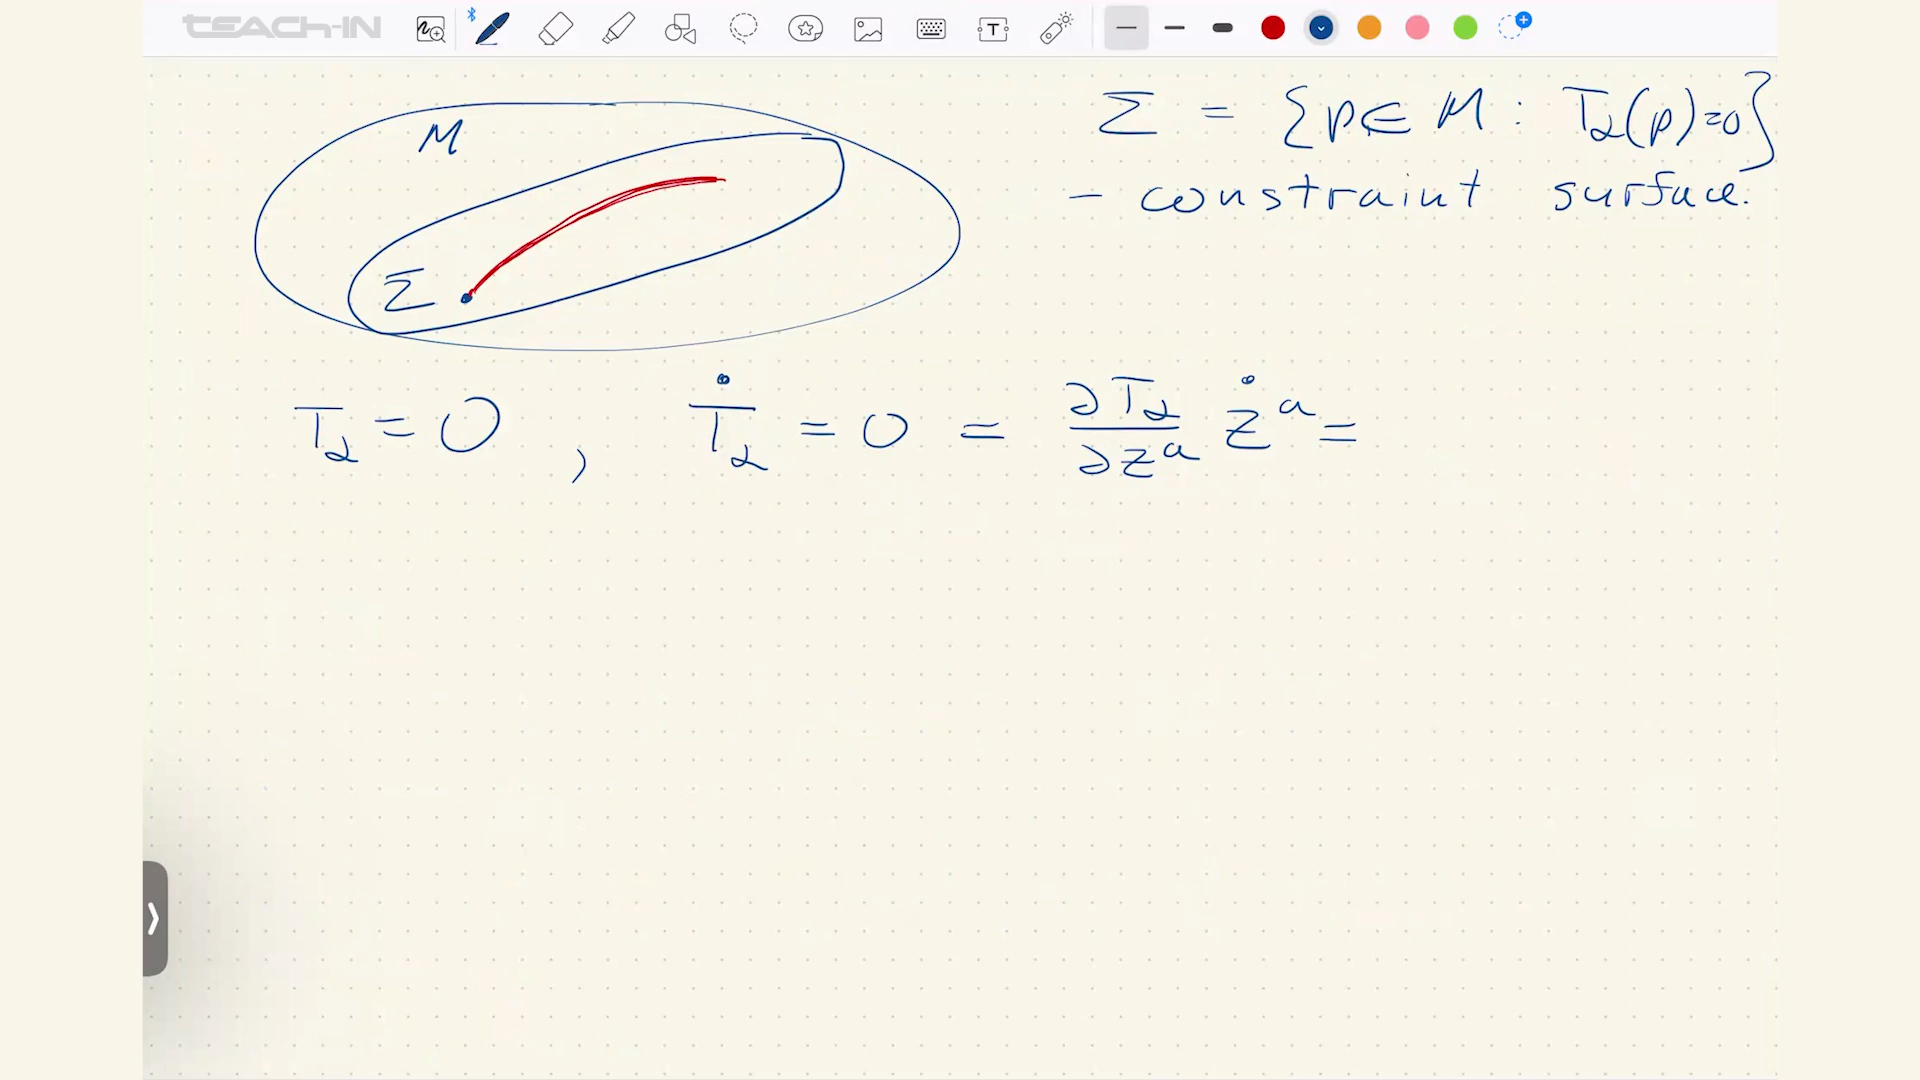 TEACH-IN
M
Σ = {p ∈ M : T_α(p)=0}
– constraint surface.
Σ
T_α = 0 , Ṫ_α = 0 = ∂T_α/∂z^a ż^a =